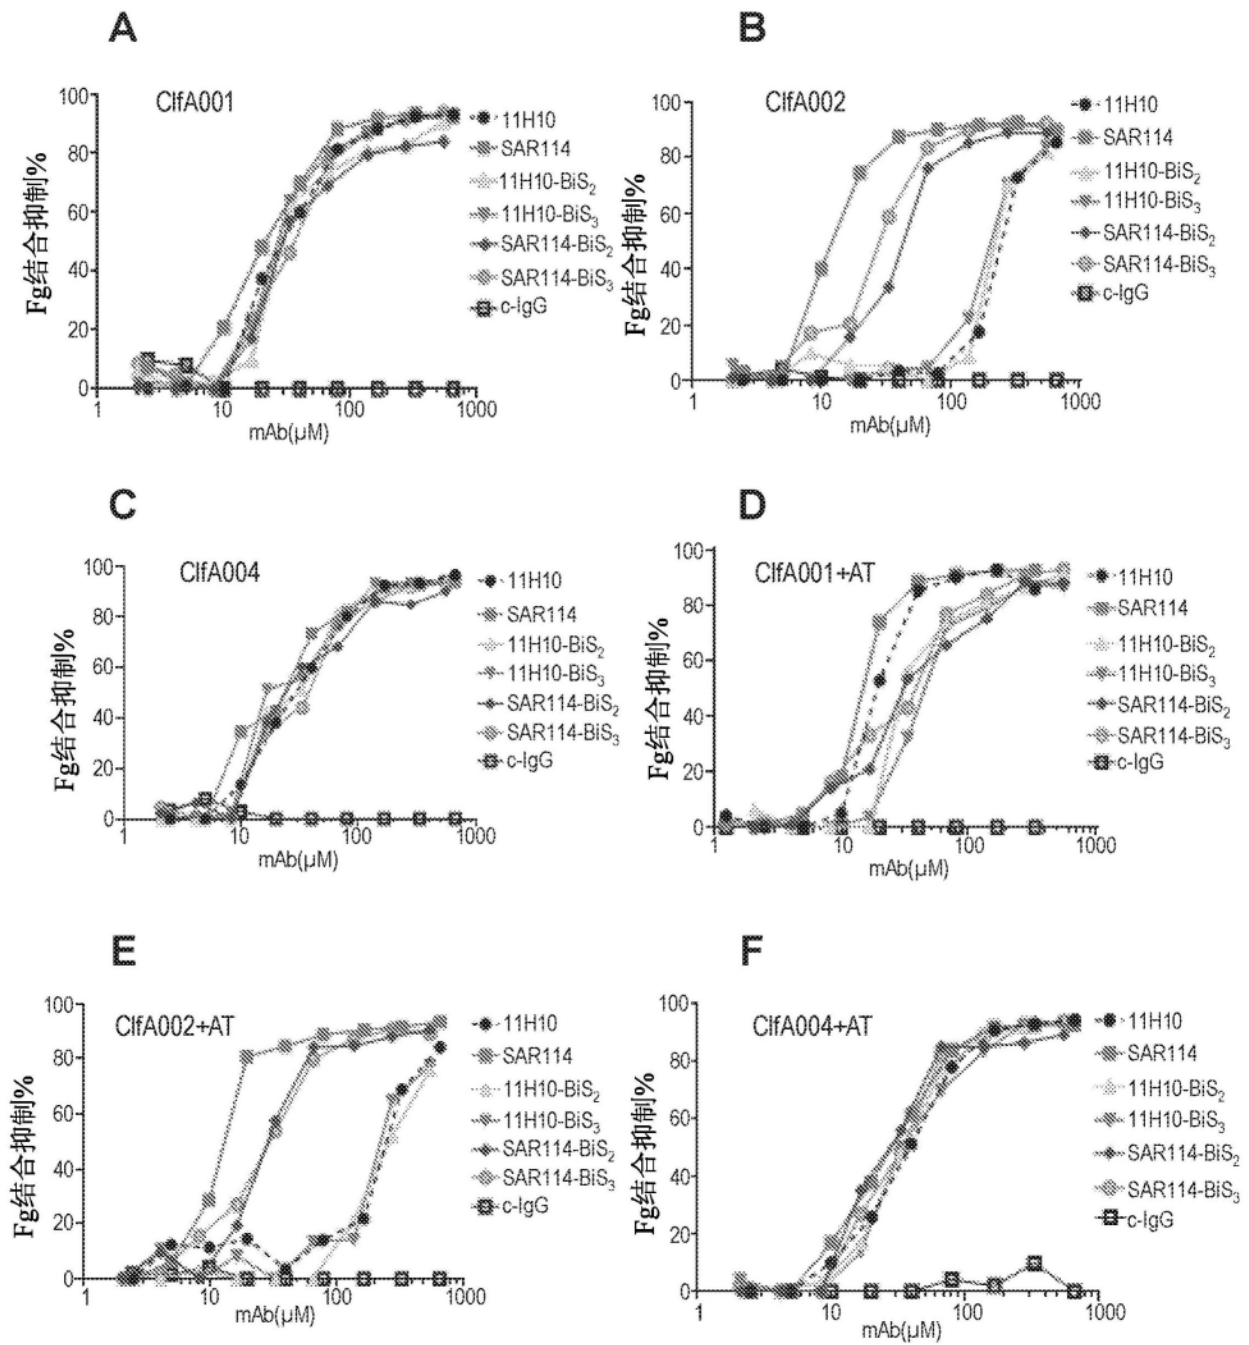 A
ClfA001
Fg结合抑制%
100
80
60
40
20
0
1
10
100
1000
mAb(µM)
11H10
SAR114
11H10-BiS2
11H10-BiS3
SAR114-BiS2
SAR114-BiS3
c-IgG
B
ClfA002
Fg结合抑制%
100
80
60
40
20
0
1
10
100
1000
mAb(µM)
11H10
SAR114
11H10-BiS2
11H10-BiS3
SAR114-BiS2
SAR114-BiS3
c-IgG
C
ClfA004
Fg结合抑制%
100
80
60
40
20
0
1
10
100
1000
mAb(µM)
11H10
SAR114
11H10-BiS2
11H10-BiS3
SAR114-BiS2
SAR114-BiS3
c-IgG
D
ClfA001+AT
Fg结合抑制%
100
80
60
40
20
0
1
10
100
1000
mAb(µM)
11H10
SAR114
11H10-BiS2
11H10-BiS3
SAR114-BiS2
SAR114-BiS3
c-IgG
E
ClfA002+AT
Fg结合抑制%
100
80
60
40
20
0
1
10
100
1000
mAb(µM)
11H10
SAR114
11H10-BiS2
11H10-BiS3
SAR114-BiS2
SAR114-BiS3
c-IgG
F
ClfA004+AT
Fg结合抑制%
100
80
60
40
20
0
1
10
100
1000
mAb(µM)
11H10
SAR114
11H10-BiS2
11H10-BiS3
SAR114-BiS2
SAR114-BiS3
c-IgG